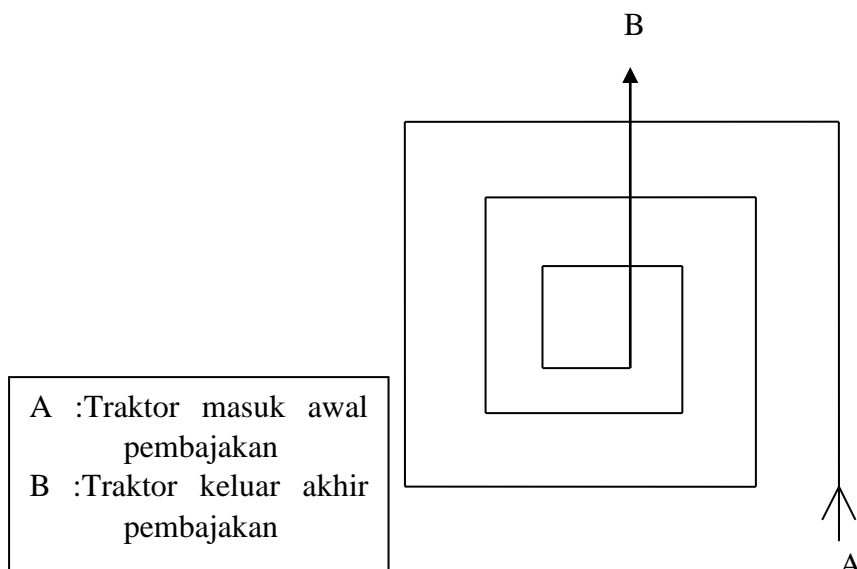 B
A :Traktor masuk awal
pembajakan
B :Traktor keluar akhir
pembajakan
A